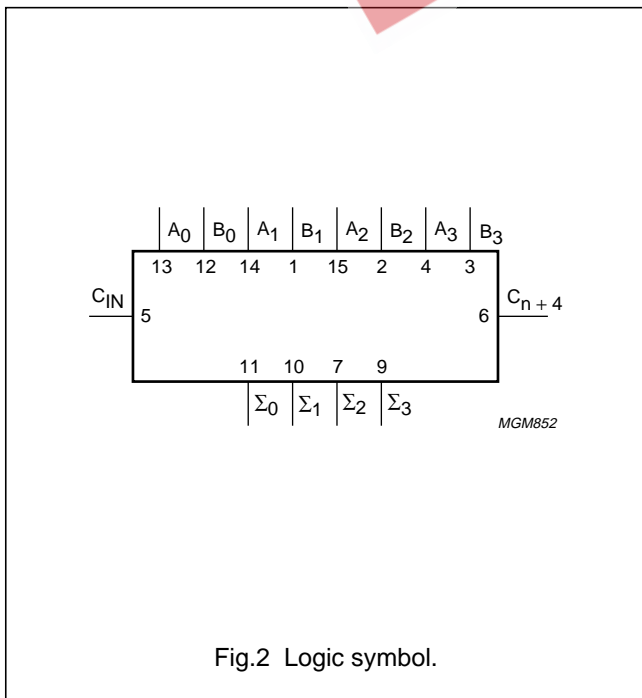 A0 B0 A1 B1 A2 B2 A3 B3
13 12 14 1 15 2 4 3
CIN 5 6 Cn + 4
11 10 7 9
Σ0 Σ1 Σ2 Σ3
MGM852
Fig.2 Logic symbol.